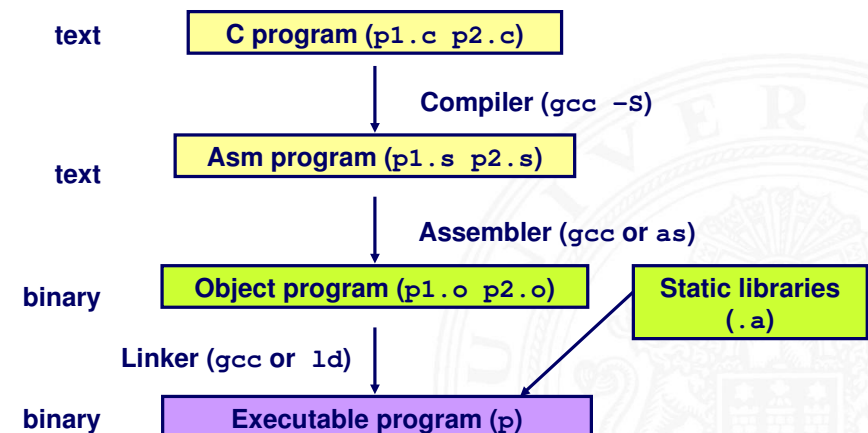 text
C program (p1.c p2.c)
Compiler (gcc –S)
text
Asm program (p1.s p2.s)
Assembler (gcc or as)
binary
Object program (p1.o p2.o)
Static libraries
(.a)
Linker (gcc or ld)
binary
Executable program (p)
U N I V E R